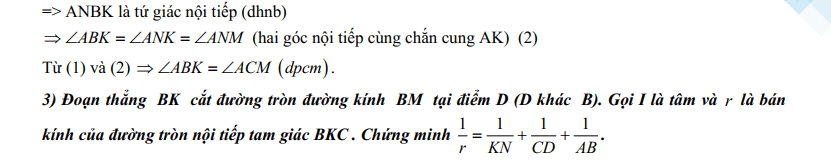 => ANBK là tứ giác nội tiếp (dhnb)
⇒ ∠ABK = ∠ANK = ∠ANM (hai góc nội tiếp cùng chắn cung AK) (2)
Từ (1) và (2) ⇒ ∠ABK = ∠ACM (dpcm).
3) Đoạn thẳng BK cắt đường tròn đường kính BM tại điểm D (D khác B). Gọi I là tâm và r là bán
kính của đường tròn nội tiếp tam giác BKC. Chứng minh 1/r = 1/KN + 1/CD + 1/AB.